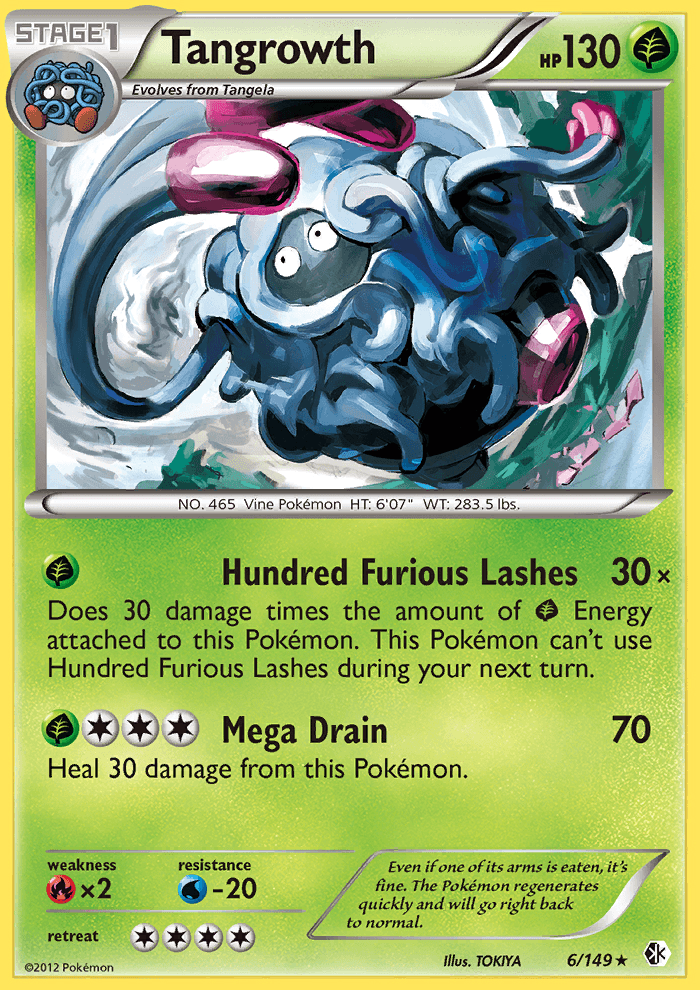 STAGE1
Tangrowth
HP130
Evolves from Tangela
NO. 465 Vine Pokémon HT: 6'07" WT: 283.5 lbs.
Hundred Furious Lashes 30×
Does 30 damage times the amount of Energy
attached to this Pokémon. This Pokémon can't use
Hundred Furious Lashes during your next turn.
Mega Drain 70
Heal 30 damage from this Pokémon.
weakness resistance
×2 -20
Even if one of its arms is eaten, it's
fine. The Pokémon regenerates
quickly and will go right back
to normal.
retreat
©2012 Pokémon Illus. TOKIYA 6/149★